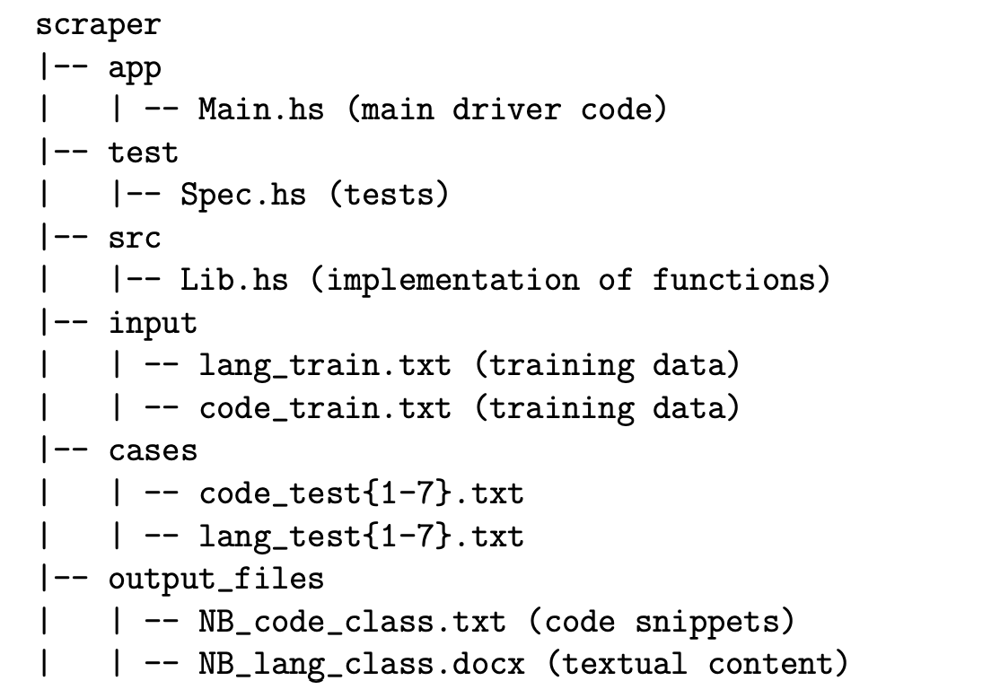 scraper
|-- app
|   | -- Main.hs (main driver code)
|-- test
|   |-- Spec.hs (tests)
|-- src
|   |-- Lib.hs (implementation of functions)
|-- input
|   | -- lang_train.txt (training data)
|   | -- code_train.txt (training data)
|-- cases
|   | -- code_test{1-7}.txt
|   | -- lang_test{1-7}.txt
|-- output_files
|   | -- NB_code_class.txt (code snippets)
|   | -- NB_lang_class.docx (textual content)